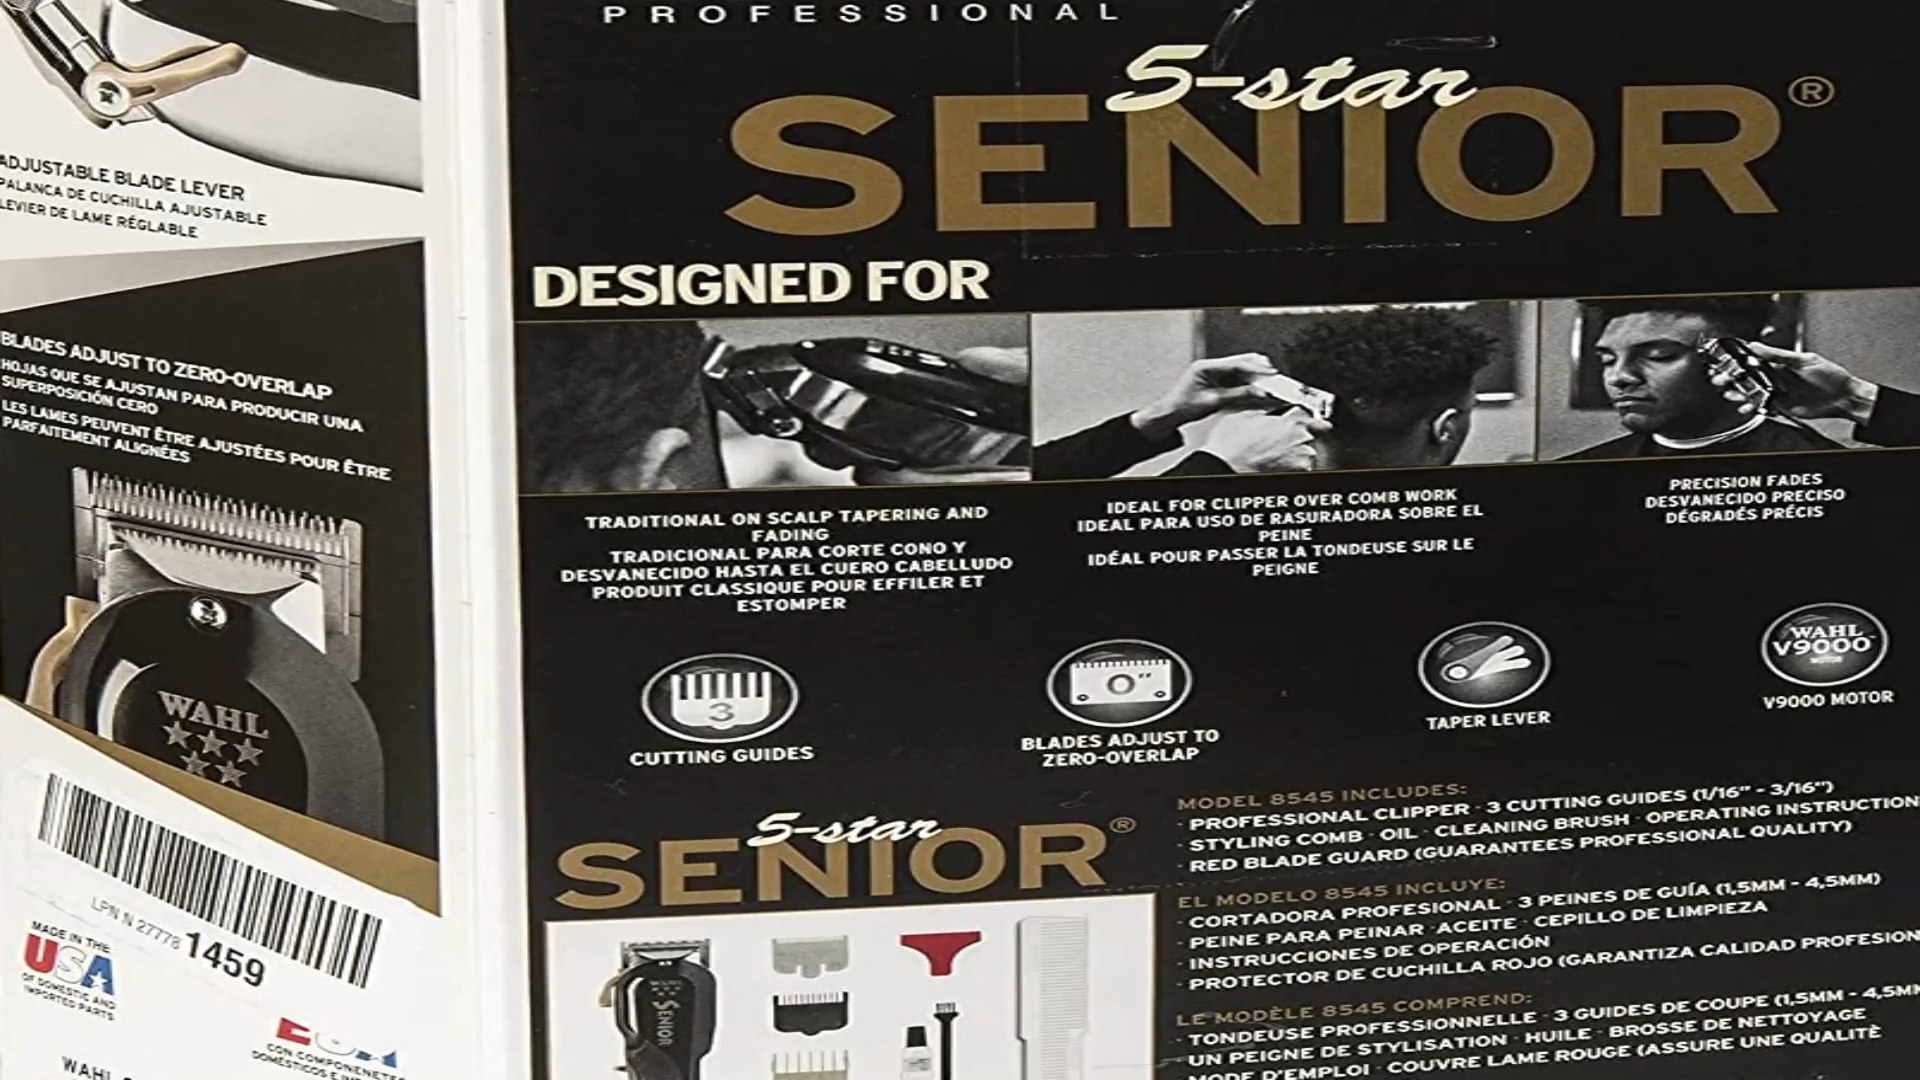 ADJUSTABLE BLADE LEVER
PALANCA DE CUCHILLA AJUSTABLE
LEVIER DE LAME RÉGLABLE
BLADES ADJUST TO ZERO-OVERLAP
HOJAS QUE SE AJUSTAN PARA PRODUCIR UNA
SUPERPOSICIÓN CERO
LES LAMES PEUVENT ÊTRE AJUSTÉES POUR ÊTRE
PARFAITEMENT ALIGNÉES
WAHL
LPN N 27778 1459
MADE IN THE
USA
OF DOMESTIC AND
IMPORTED PARTS
CON COMPONENETES
WAHL
PROFESSIONAL
5-star
SENIOR®
DESIGNED FOR
TRADITIONAL ON SCALP TAPERING AND
FADING
TRADICIONAL PARA CORTE CONO Y
DESVANECIDO HASTA EL CUERO CABELLUDO
PRODUIT CLASSIQUE POUR EFFILER ET
ESTOMPER
IDEAL FOR CLIPPER OVER COMB WORK
IDEAL PARA USO DE RASURADORA SOBRE EL
PEINE
IDÉAL POUR PASSER LA TONDEUSE SUR LE
PEIGNE
PRECISION FADES
DESVANECIDO PRECISO
DÉGRADÉS PRÉCIS
3
CUTTING GUIDES
0"
BLADES ADJUST TO
ZERO-OVERLAP
TAPER LEVER
WAHL
V9000
MOTOR
V9000 MOTOR
5-star
SENIOR®
WAHL
SENIOR
MODEL 8545 INCLUDES:
· PROFESSIONAL CLIPPER · 3 CUTTING GUIDES (1/16" - 3/16")
· STYLING COMB · OIL · CLEANING BRUSH · OPERATING INSTRUCTION
· RED BLADE GUARD (GUARANTEES PROFESSIONAL QUALITY)
EL MODELO 8545 INCLUYE:
· CORTADORA PROFESIONAL · 3 PEINES DE GUÍA (1,5MM - 4,5MM)
· PEINE PARA PEINAR · ACEITE · CEPILLO DE LIMPIEZA
· INSTRUCCIONES DE OPERACIÓN
· PROTECTOR DE CUCHILLA ROJO (GARANTIZA CALIDAD PROFESION
LE MODÈLE 8545 COMPREND:
· TONDEUSE PROFESSIONNELLE · 3 GUIDES DE COUPE (1,5MM - 4,5MM
· UN PEIGNE DE STYLISATION · HUILE · BROSSE DE NETTOYAGE
MODE D'EMPLOI · COUVRE LAME ROUGE (ASSURE UNE QUALITÈ